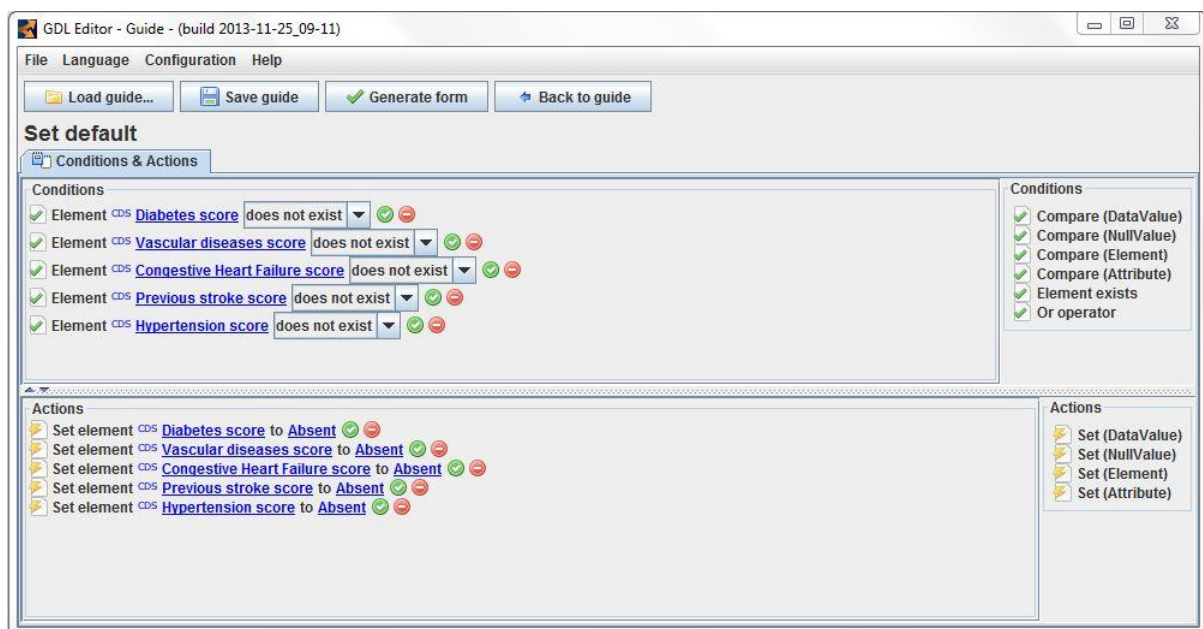 GDL Editor - Guide - (build 2013-11-25_09-11)
File Language Configuration Help
Load guide... Save guide Generate form Back to guide
Set default
Conditions & Actions
Conditions
Element CDS Diabetes score does not exist
Element CDS Vascular diseases score does not exist
Element CDS Congestive Heart Failure score does not exist
Element CDS Previous stroke score does not exist
Element CDS Hypertension score does not exist
Conditions
Compare (DataValue)
Compare (NullValue)
Compare (Element)
Compare (Attribute)
Element exists
Or operator
Actions
Set element CDS Diabetes score to Absent
Set element CDS Vascular diseases score to Absent
Set element CDS Congestive Heart Failure score to Absent
Set element CDS Previous stroke score to Absent
Set element CDS Hypertension score to Absent
Actions
Set (DataValue)
Set (NullValue)
Set (Element)
Set (Attribute)